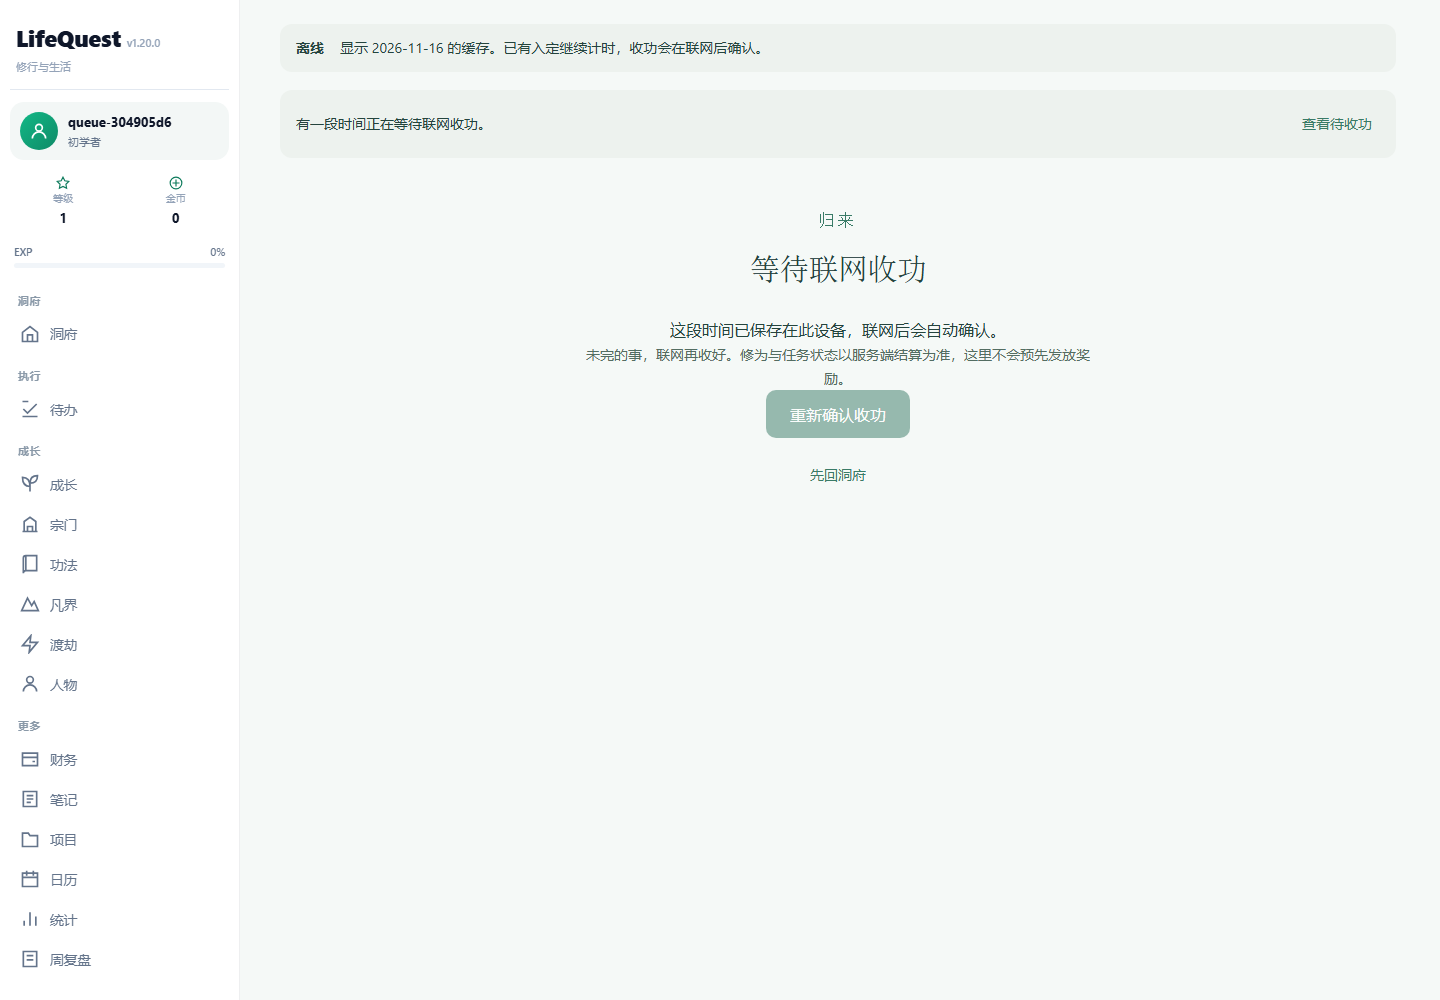 LifeQuest v1.20.0
修行与生活
queue-304905d6
初学者
等级
金币
1
0
EXP
0%
洞府
洞府
执行
待办
成长
成长
宗门
功法
凡界
渡劫
人物
更多
财务
笔记
项目
日历
统计
周复盘
离线 显示 2026-11-16 的缓存。已有入定继续计时，收功会在联网后确认。
有一段时间正在等待联网收功。
查看待收功
归来
等待联网收功
这段时间已保存在此设备，联网后会自动确认。
未完的事，联网再收好。修为与任务状态以服务端结算为准，这里不会预先发放奖
励。
重新确认收功
先回洞府